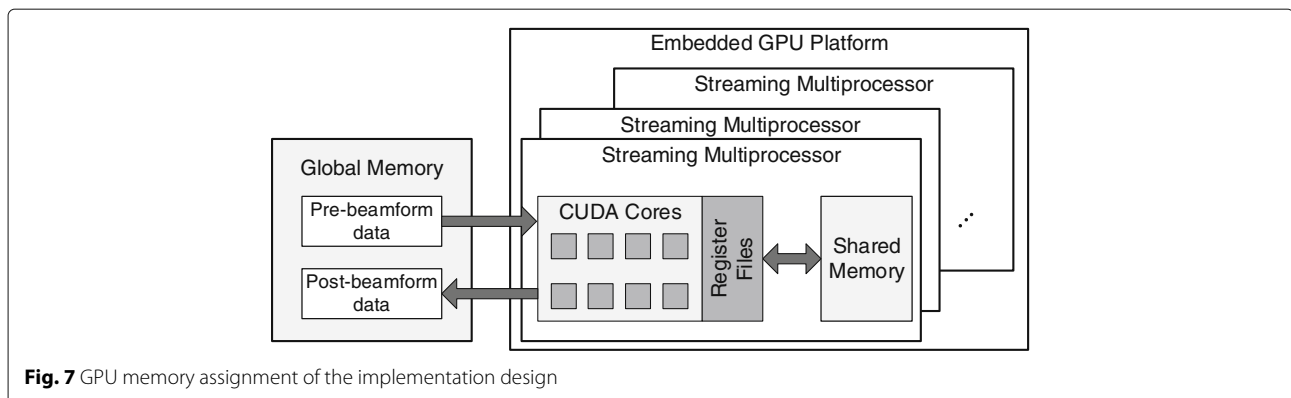 Embedded GPU Platform
Streaming Multiprocessor
Streaming Multiprocessor
Streaming Multiprocessor
Global Memory
Pre-beamform
data
Post-beamform
data
CUDA Cores
Register
Files
Shared
Memory
...
Fig. 7 GPU memory assignment of the implementation design